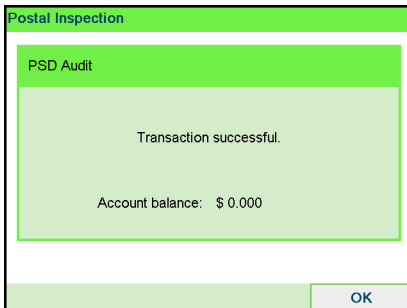 Postal Inspection
PSD Audit
Transaction successful.
Account balance: $ 0.000
OK